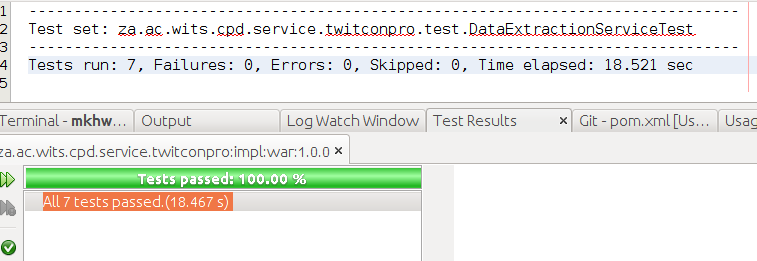 1 ------------------------------------------------------------------------------
2 Test set: za.ac.wits.cpd.service.twitconpro.test.DataExtractionServiceTest
3 ------------------------------------------------------------------------------
4 Tests run: 7, Failures: 0, Errors: 0, Skipped: 0, Time elapsed: 18.521 sec
5
Terminal - mkhw... Output Log Watch Window Test Results × Git - pom.xml [Us... Usag
za.ac.wits.cpd.service.twitconpro:impl:war:1.0.0 ×
Tests passed: 100.00 %
All 7 tests passed.(18.467 s)